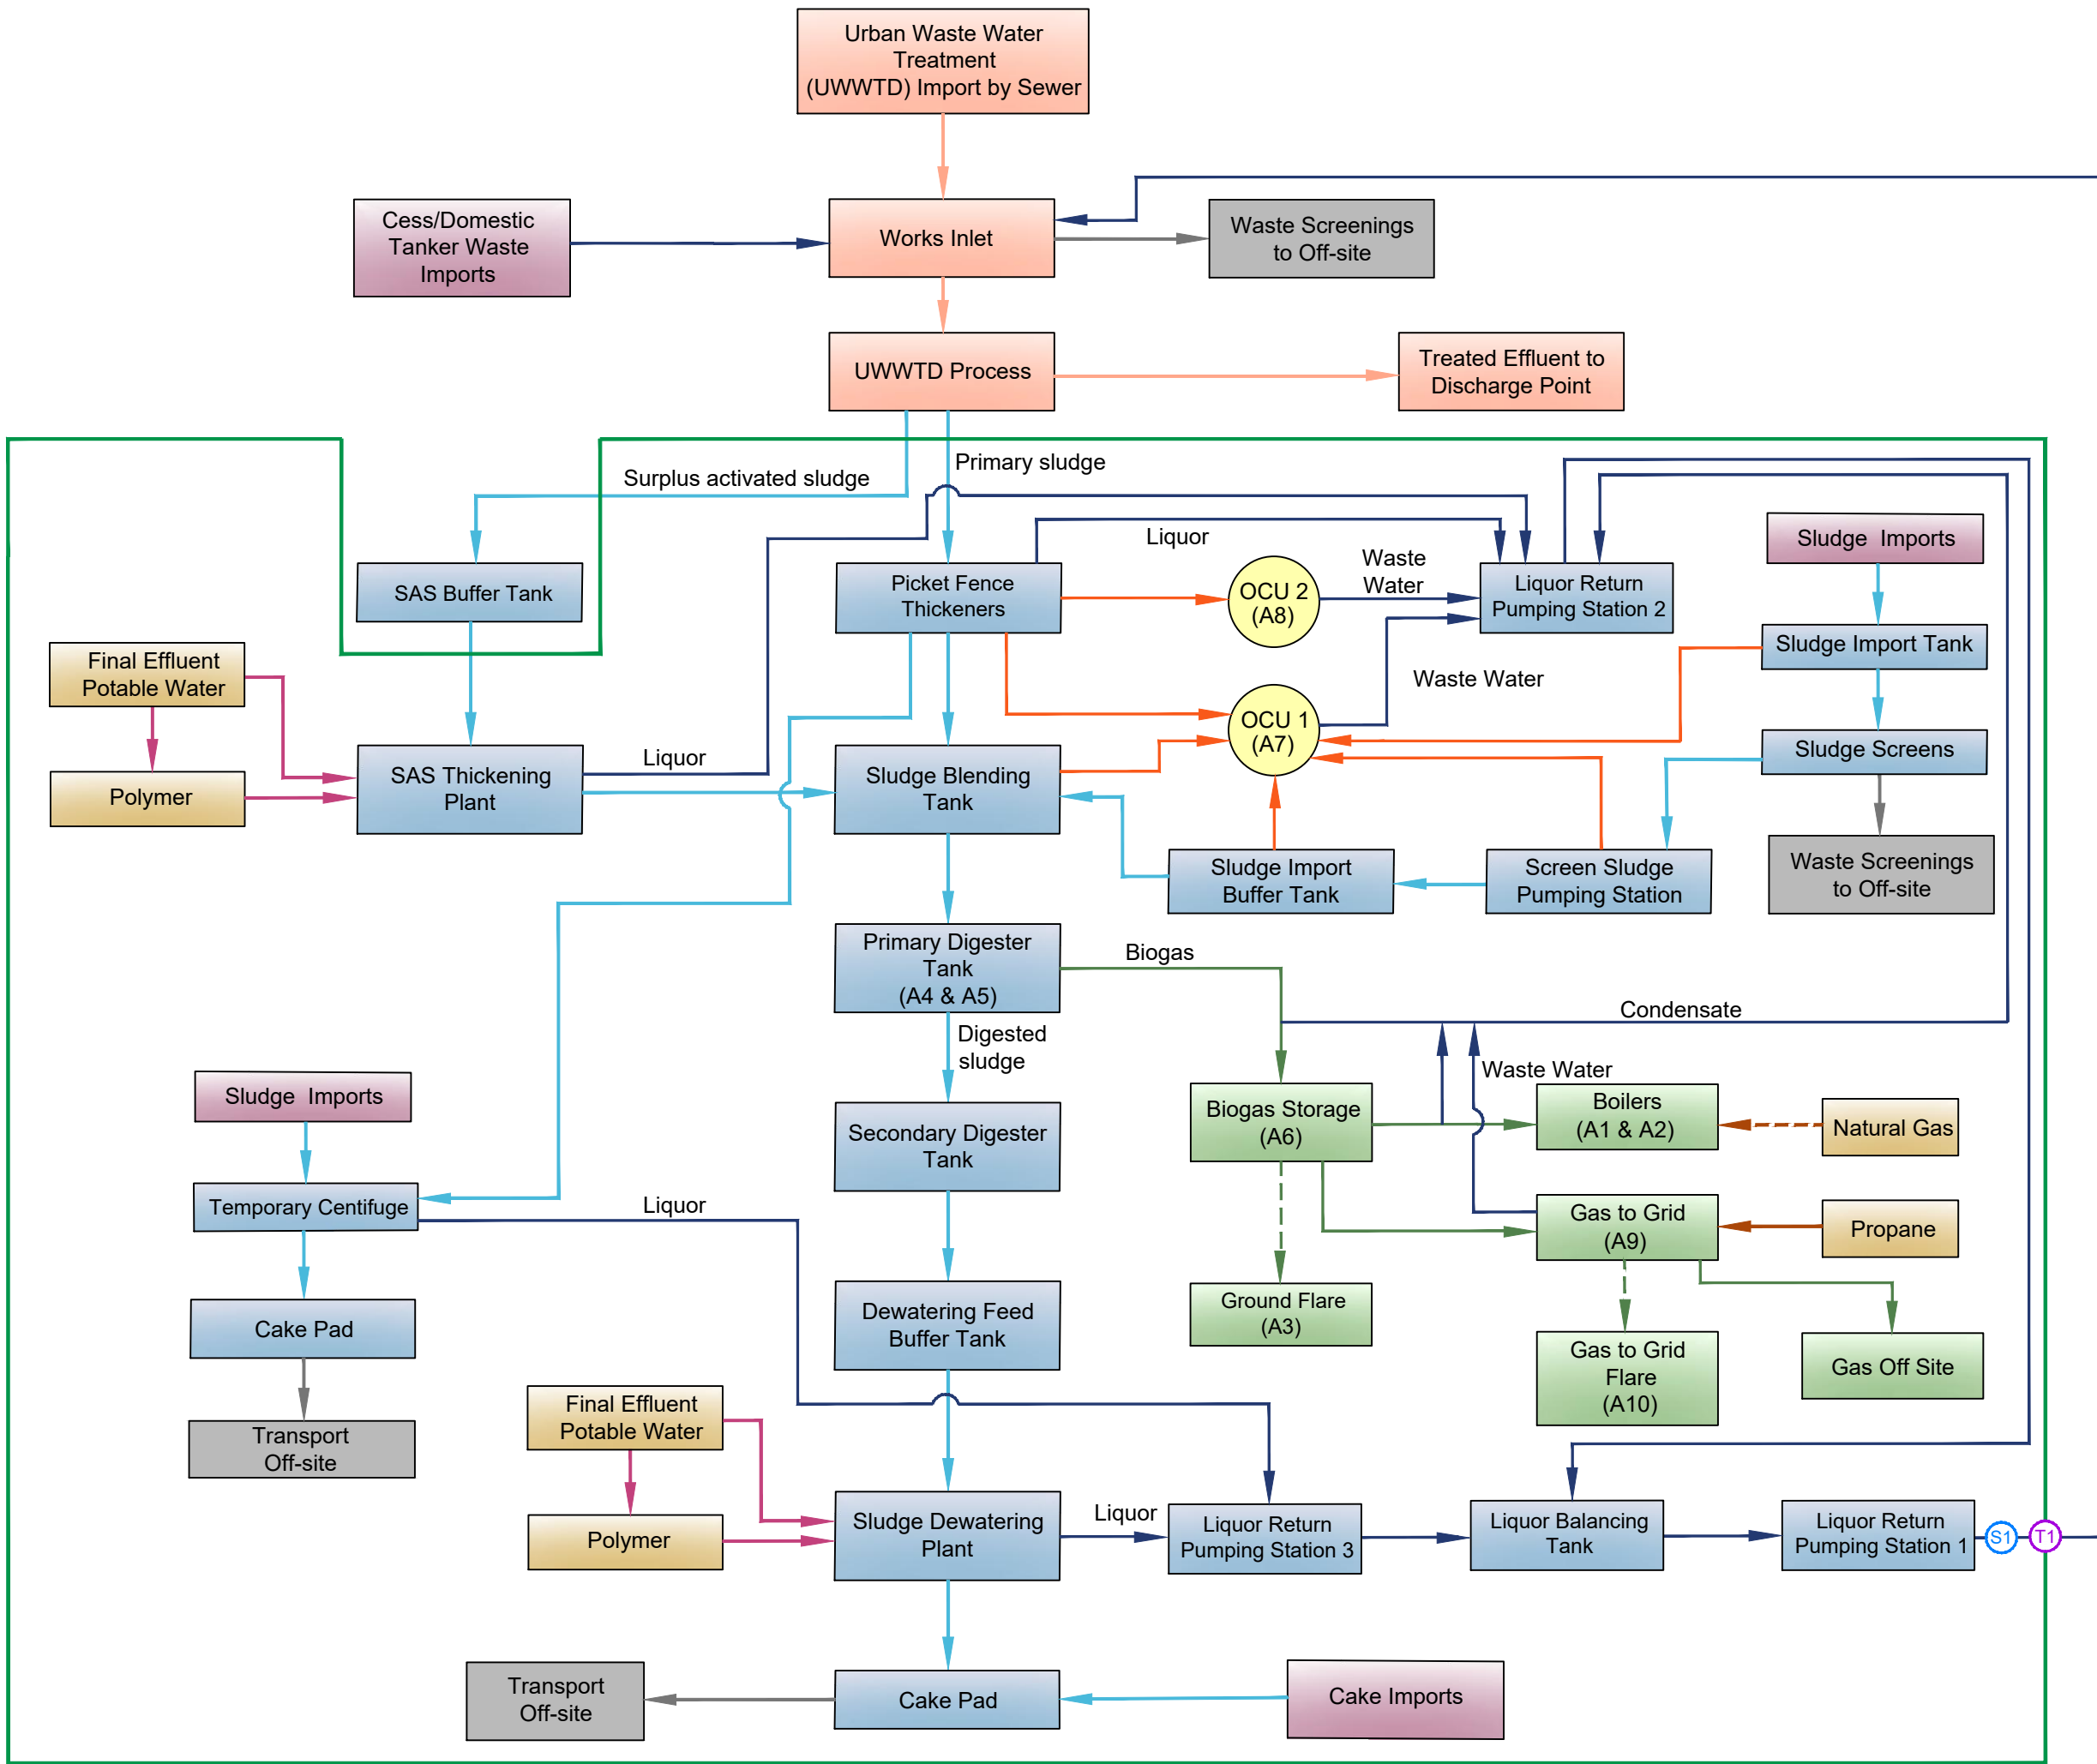 Urban Waste Water
Treatment
(UWWTD) Import by Sewer
Cess/Domestic
Tanker Waste
Imports
Works Inlet
Waste Screenings
to Off-site
UWWTD Process
Treated Effluent to
Discharge Point
Surplus activated sludge
Primary sludge
Liquor
Waste
Water
Sludge  Imports
SAS Buffer Tank
Picket Fence
Thickeners
OCU 2
(A8)
Liquor Return
Pumping Station 2
Sludge Import Tank
Final Effluent
Potable Water
Waste Water
OCU 1
(A7)
Sludge Screens
Polymer
SAS Thickening
Plant
Liquor
Sludge Blending
Tank
Sludge Import
Buffer Tank
Screen Sludge
Pumping Station
Waste Screenings
to Off-site
Primary Digester
Tank
(A4 & A5)
Biogas
Condensate
Digested
sludge
Waste Water
Sludge  Imports
Secondary Digester
Tank
Biogas Storage
(A6)
Boilers
(A1 & A2)
Natural Gas
Temporary Centifuge
Liquor
Gas to Grid
(A9)
Propane
Cake Pad
Dewatering Feed
Buffer Tank
Ground Flare
(A3)
Gas to Grid
Flare
(A10)
Gas Off Site
Transport
Off-site
Final Effluent
Potable Water
Polymer
Sludge Dewatering
Plant
Liquor
Liquor Return
Pumping Station 3
Liquor Balancing
Tank
Liquor Return
Pumping Station 1
S1
T1
Transport
Off-site
Cake Pad
Cake Imports